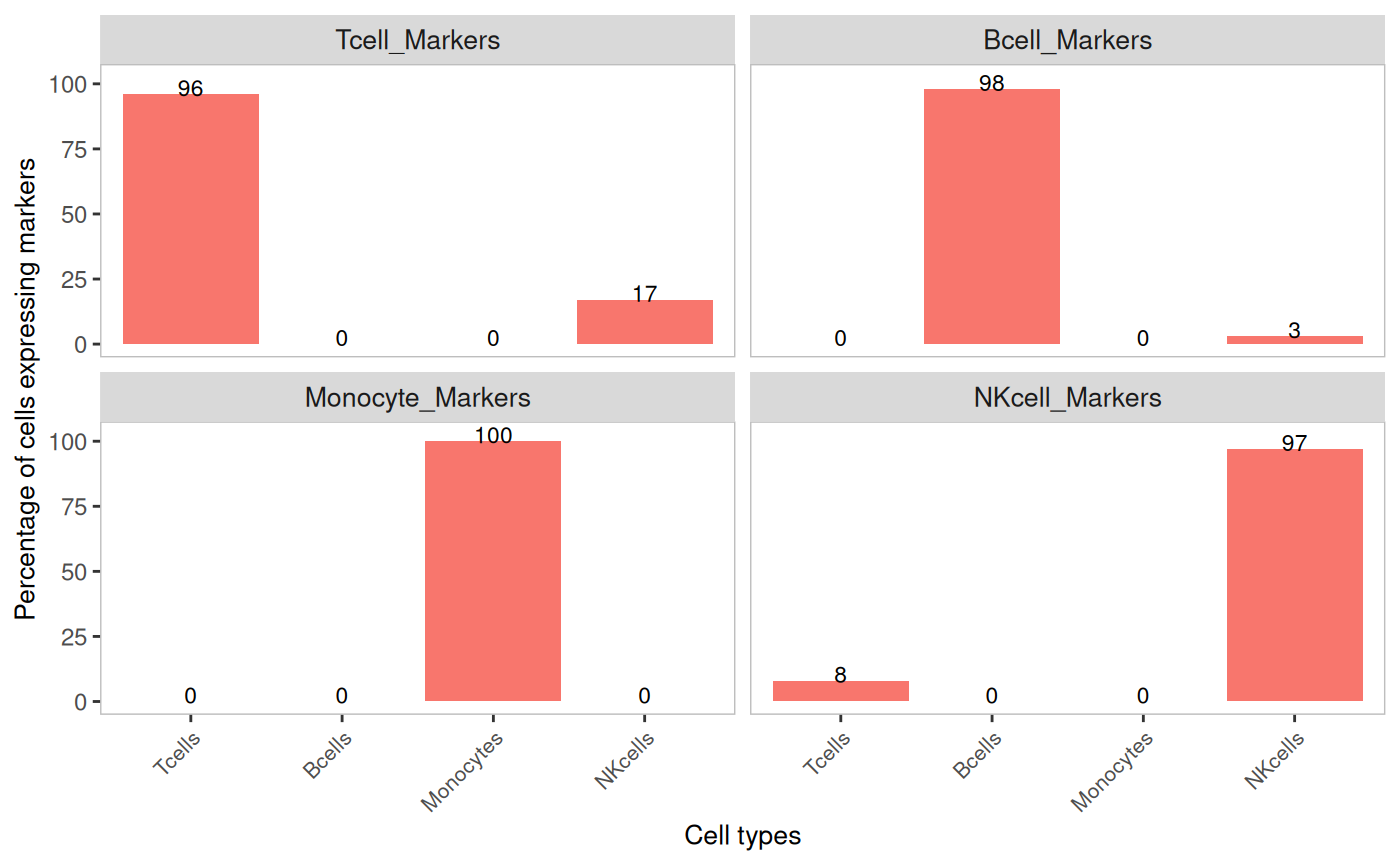 Tcell_Markers
Bcell_Markers
Percentage of cells expressing markers
100
75
50
25
0
96
0
0
17
0
98
0
3
Monocyte_Markers
NKcell_Markers
100
75
50
25
0
0
0
100
0
8
0
0
97
Tcells
Bcells
Monocytes
NKcells
Tcells
Bcells
Monocytes
NKcells
Cell types